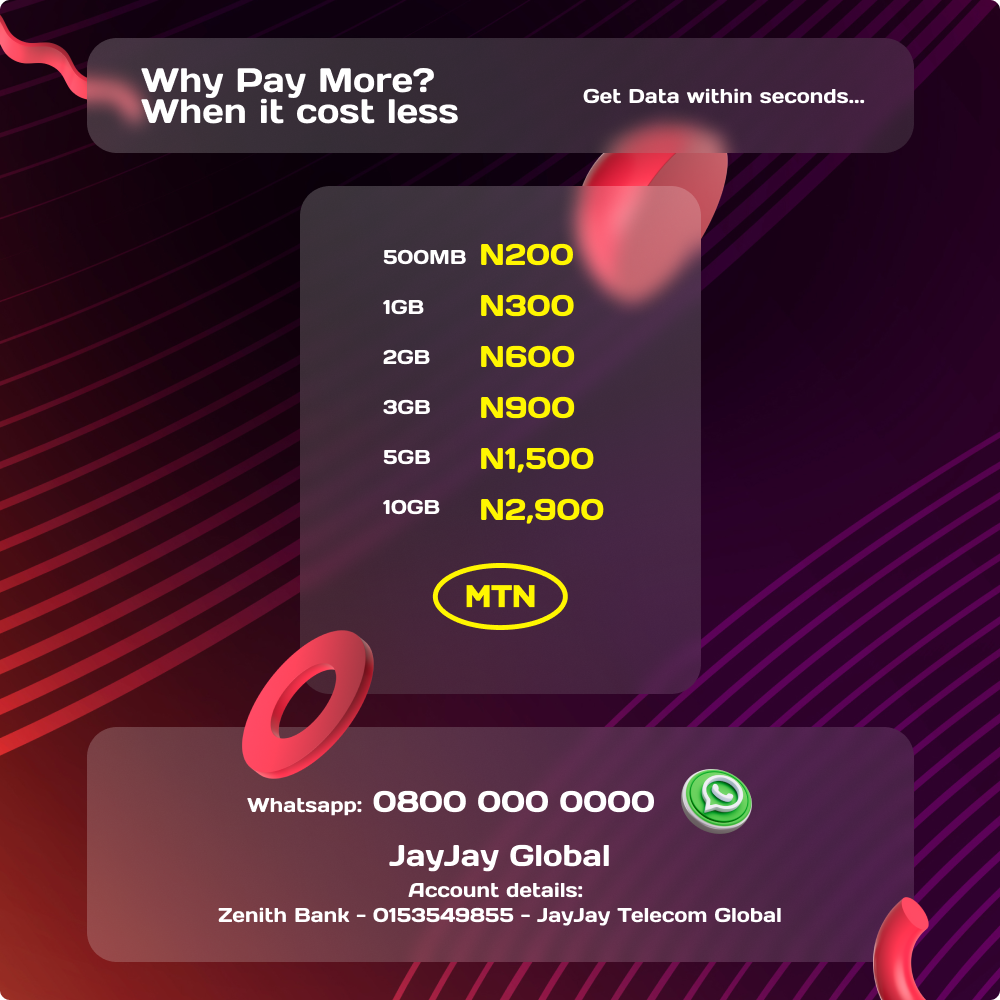 Why Pay More?
When it cost less
Get Data within seconds...
500MB N200
1GB N300
2GB N600
3GB N900
5GB N1,500
10GB N2,900
MTN
Whatsapp: 0800 000 0000
JayJay Global
Account details:
Zenith Bank - 0153549855 - JayJay Telecom Global